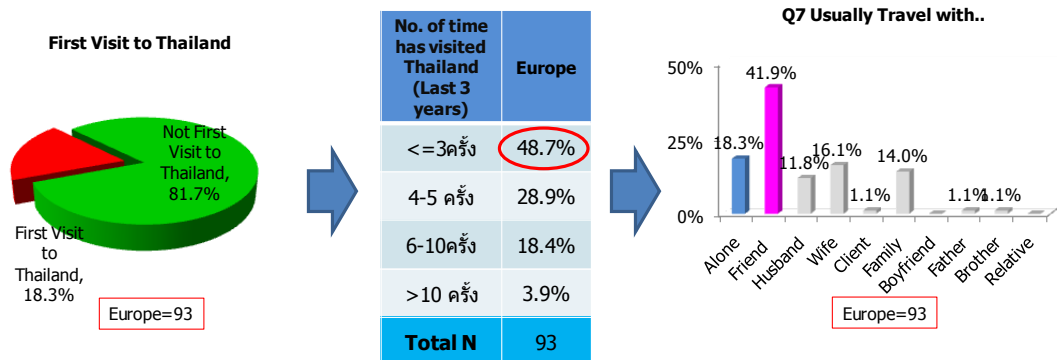 First Visit to Thailand
Not First
Visit to
Thailand,
81.7%
First Visit
to
Thailand,
18.3%
Europe=93
No. of time
has visited
Thailand
(Last 3
years)
Europe
<=3ครั้ง
48.7%
4-5 ครั้ง
28.9%
6-10ครั้ง
18.4%
>10 ครั้ง
3.9%
Total N
93
Q7 Usually Travel with..
50%
25%
0%
18.3%
41.9%
11.8%
16.1%
1.1%
14.0%
1.1%
1.1%
Alone
Friend
Husband
Wife
Client
Family
Boyfriend
Father
Brother
Relative
Europe=93